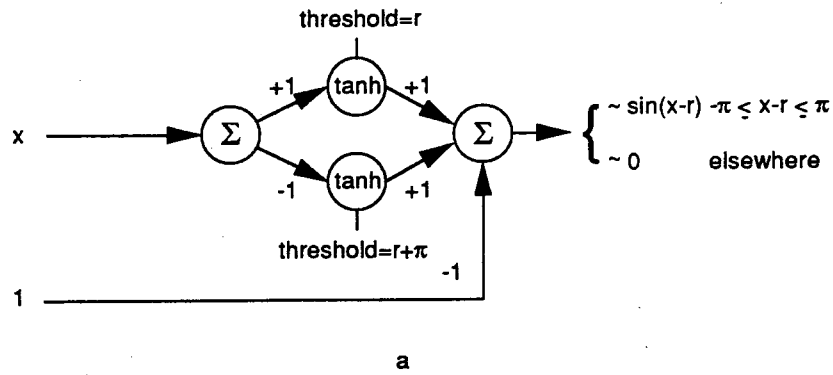 threshold=r
+1 tanh +1
x Σ Σ { ~ sin(x-r) -π ≤ x-r ≤ π
~ 0 elsewhere
-1 tanh +1
threshold=r+π
-1
1
a